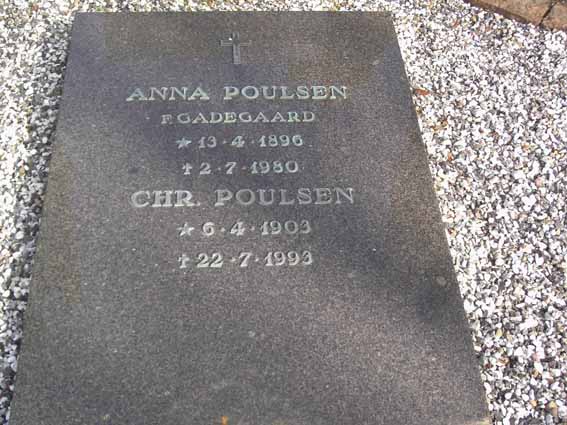 ANNA POULSEN
F. GADEGAARD
★ 13·4·1896
† 2·7·1980
CHR. POULSEN
★ 6·4·1903
† 22·7·1993